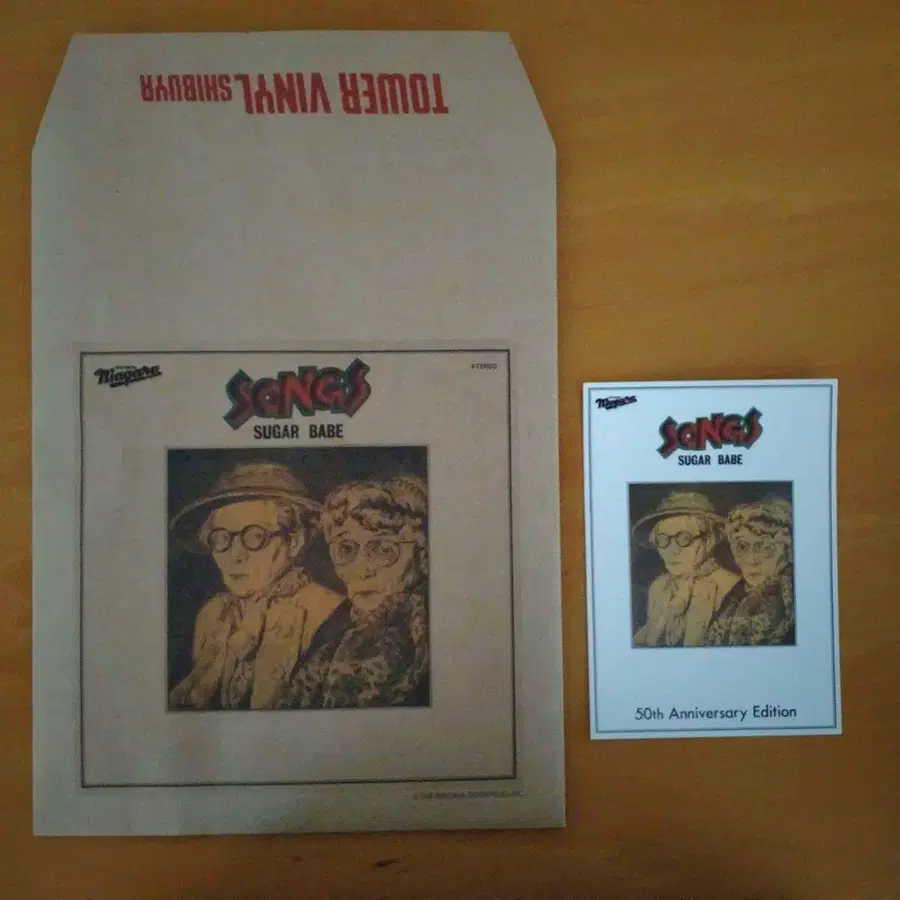 TOWER VINYL SHIBUYA
Niagara
STEREO
SONGS
SUGAR BABE
Niagara
SONGS
SUGAR BABE
50th Anniversary Edition